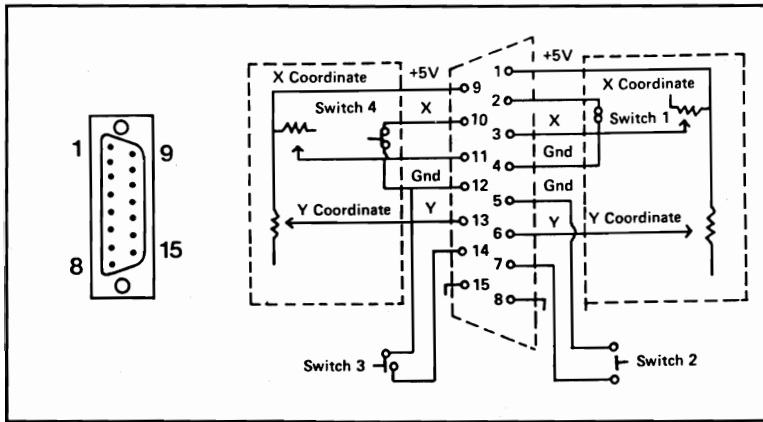 1
9
8
15
X Coordinate
+5V
Switch 4
X
Gnd
Y Coordinate
Y
9
10
11
12
13
14
15
1
2
3
4
5
6
7
8
+5V
X Coordinate
X
Switch 1
Gnd
Gnd
Y
Y Coordinate
Switch 3
Switch 2